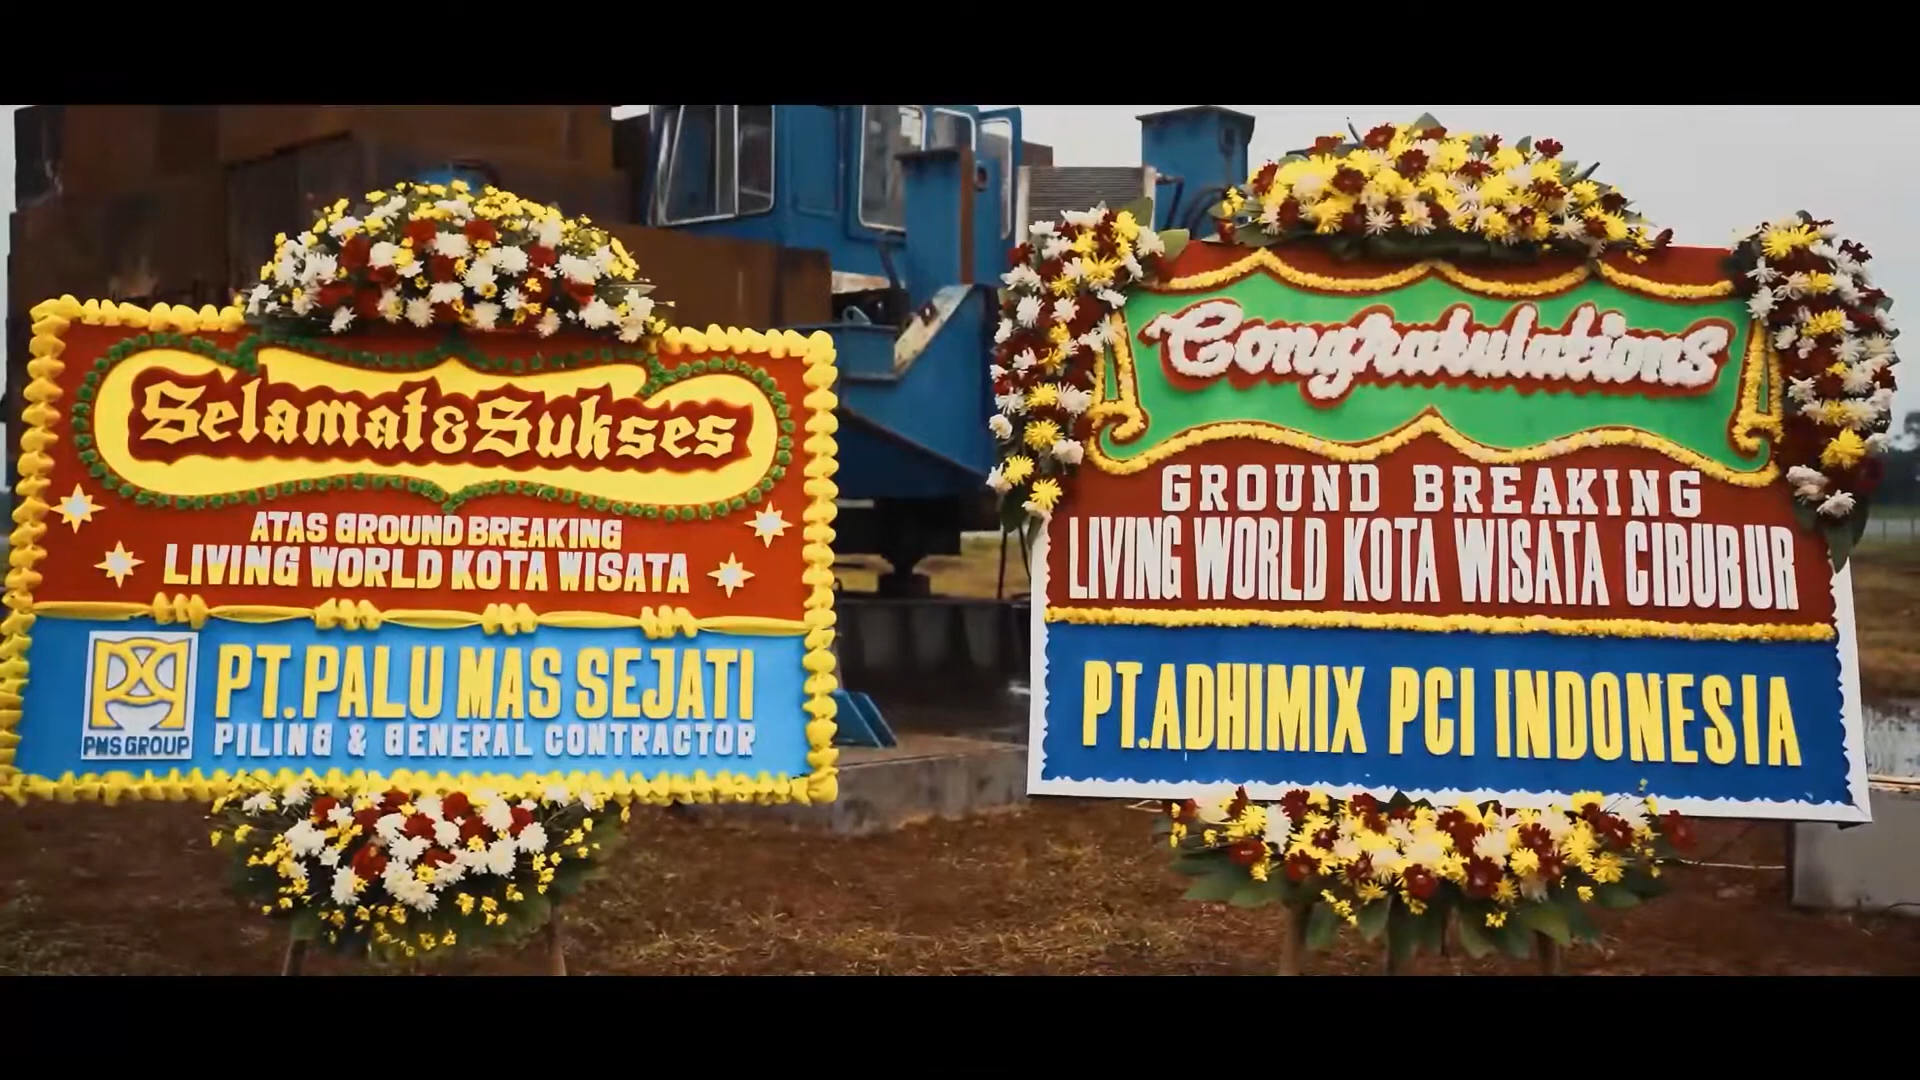 Selamat & Sukses
ATAS GROUND BREAKING
LIVING WORLD KOTA WISATA
PMS GROUP
PT. PALU MAS SEJATI
PILING & GENERAL CONTRACTOR
Congratulations
GROUND BREAKING
LIVING WORLD KOTA WISATA CIBUBUR
PT. ADHIMIX PCI INDONESIA